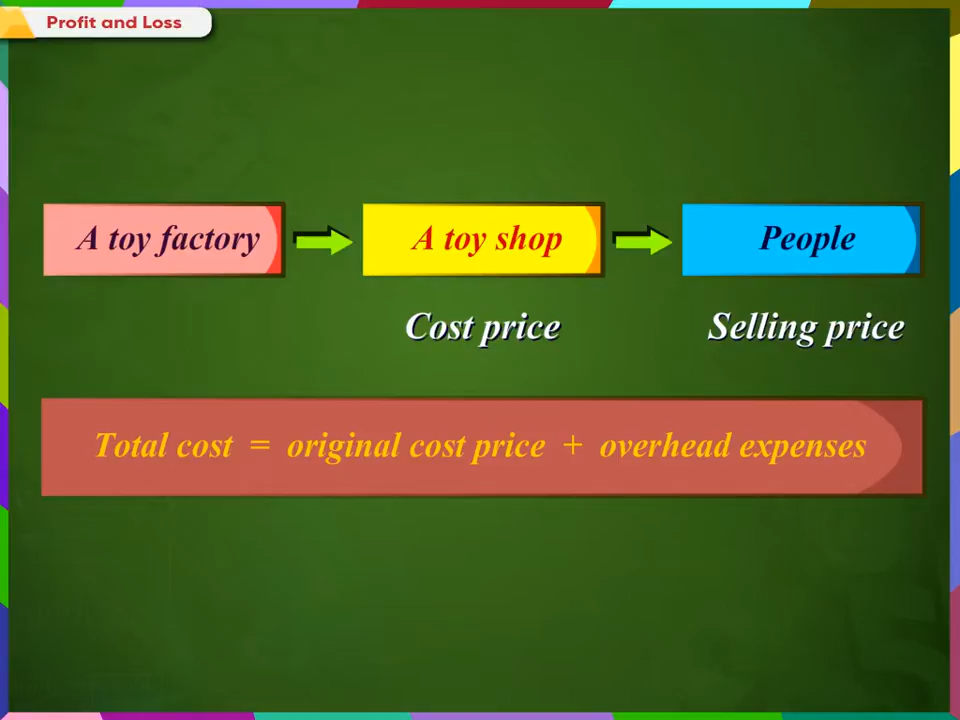 Profit and Loss
A toy factory
A toy shop
People
Cost price
Selling price
Total cost = original cost price + overhead expenses